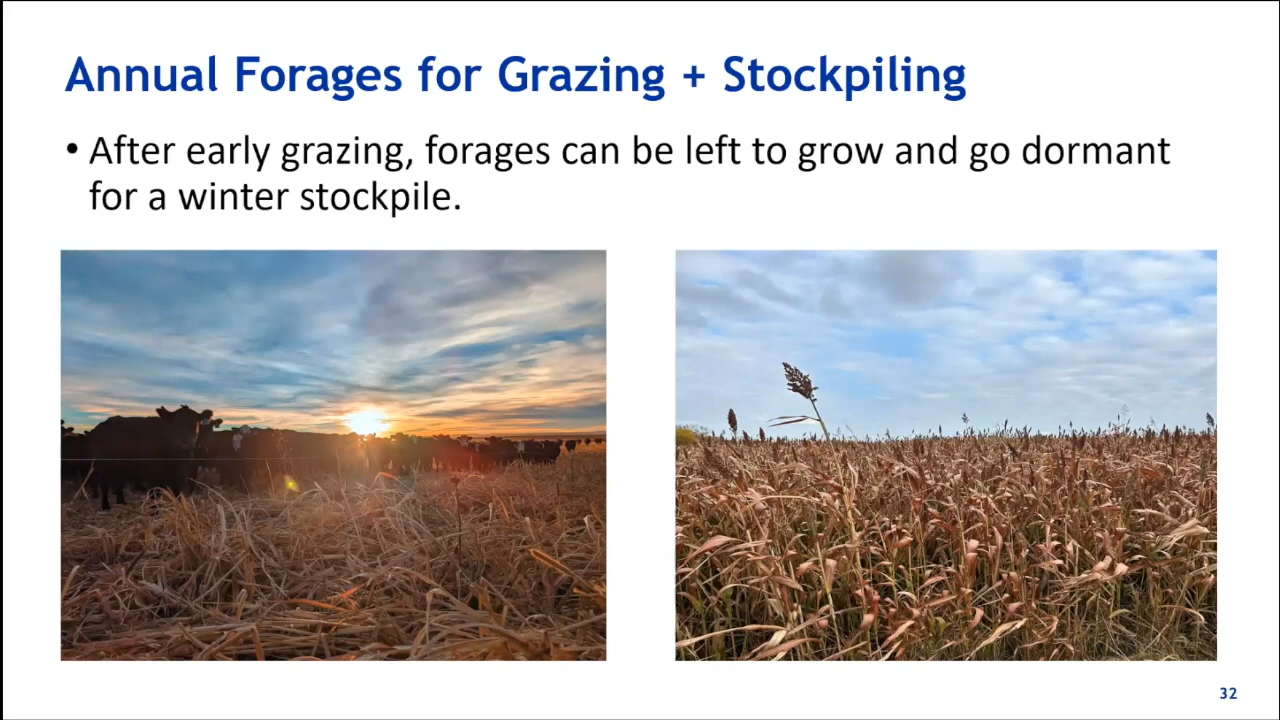 Annual Forages for Grazing + Stockpiling
• After early grazing, forages can be left to grow and go dormant
for a winter stockpile.
32